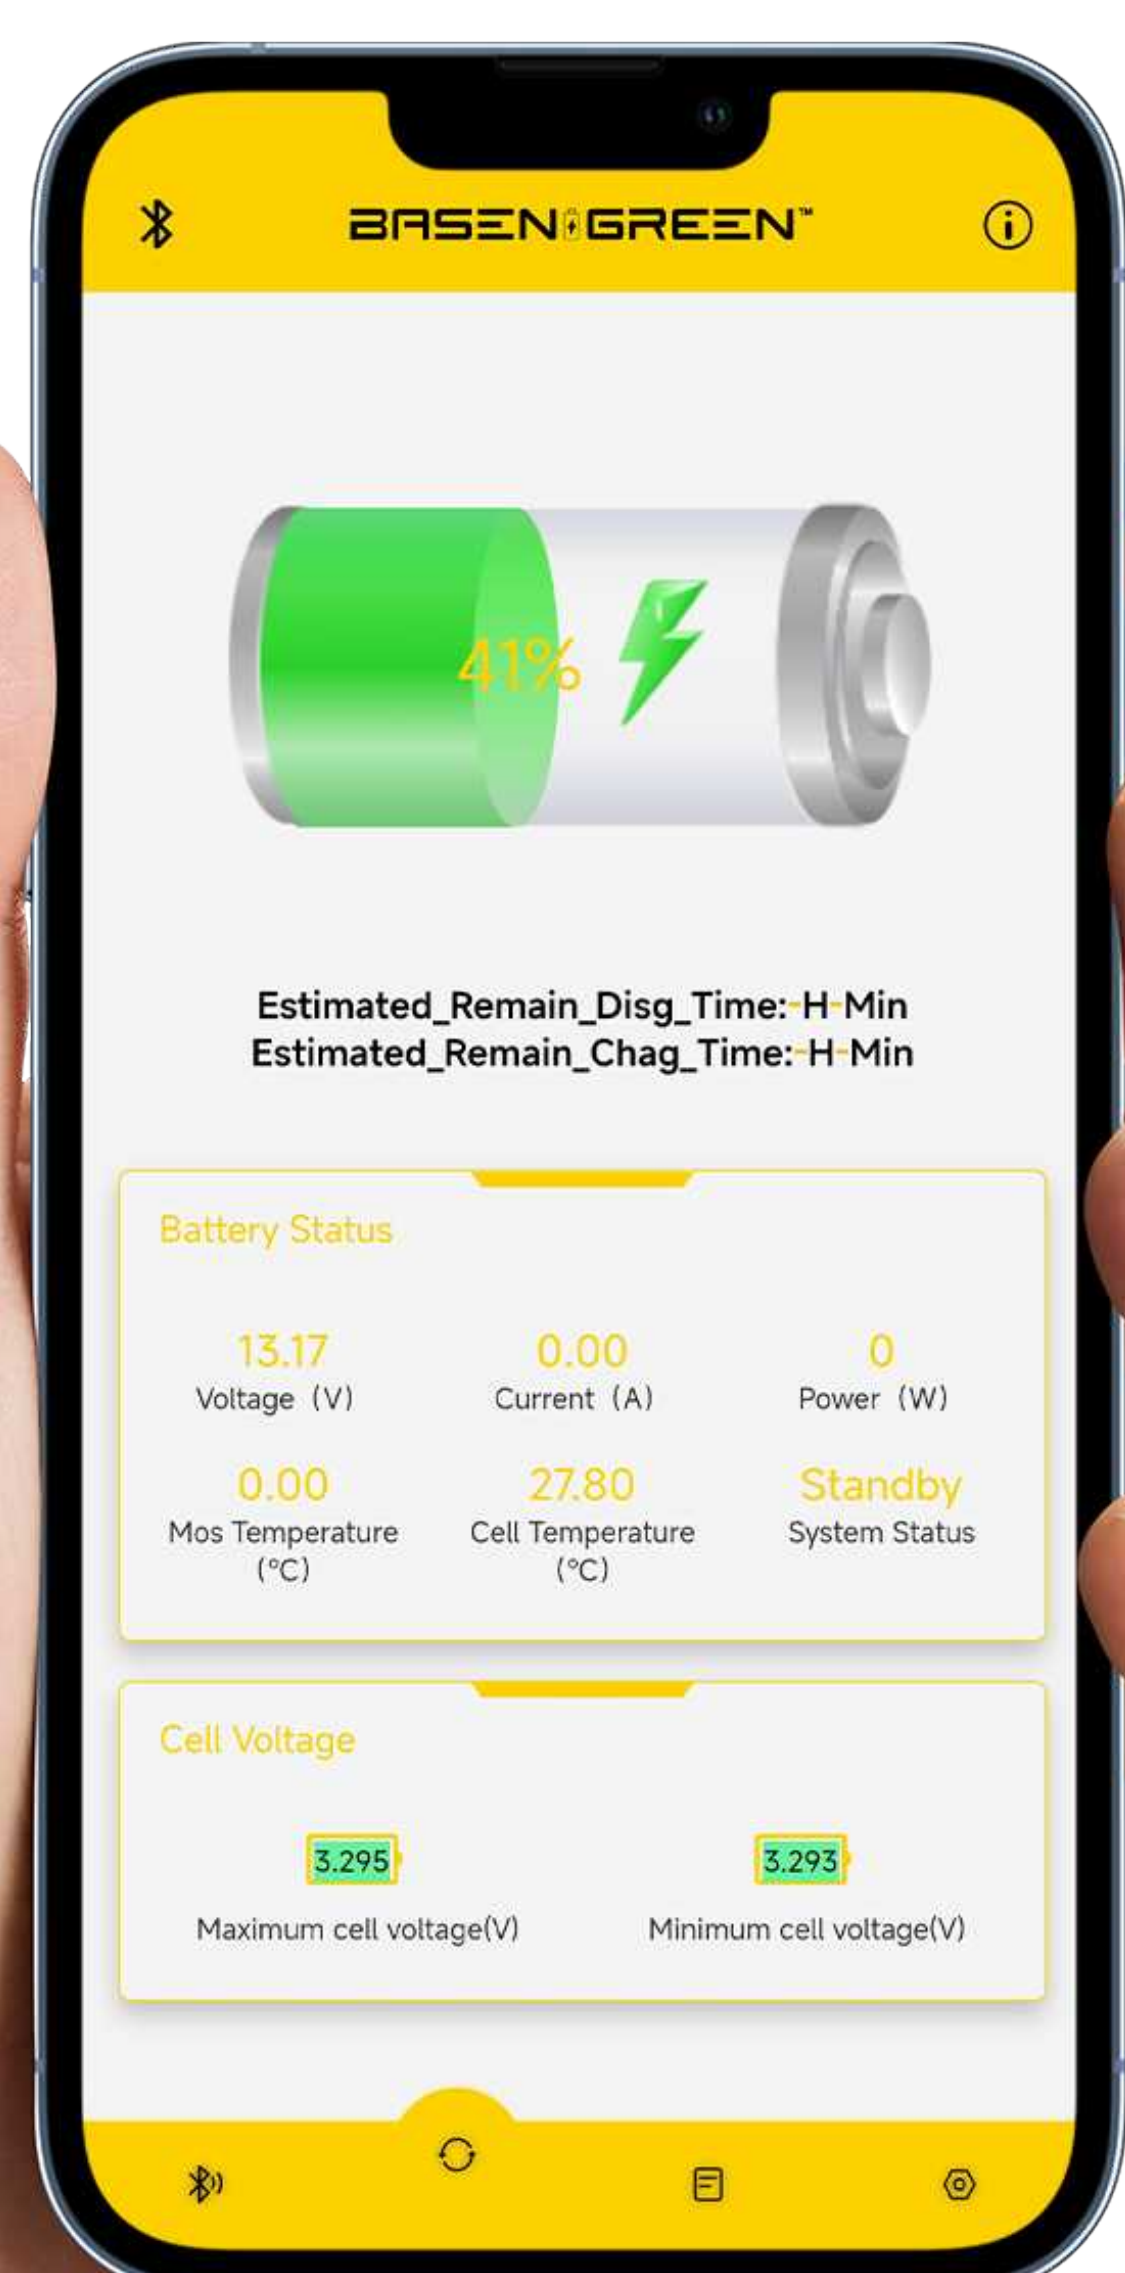 BASEN GREEN™
41%
Estimated_Remain_Disg_Time:-H-Min
Estimated_Remain_Chag_Time:-H-Min
Battery Status
13.17 0.00 0
Voltage (V) Current (A) Power (W)
0.00 27.80 Standby
Mos Temperature Cell Temperature System Status
(°C) (°C)
Cell Voltage
3.295 3.293
Maximum cell voltage(V) Minimum cell voltage(V)